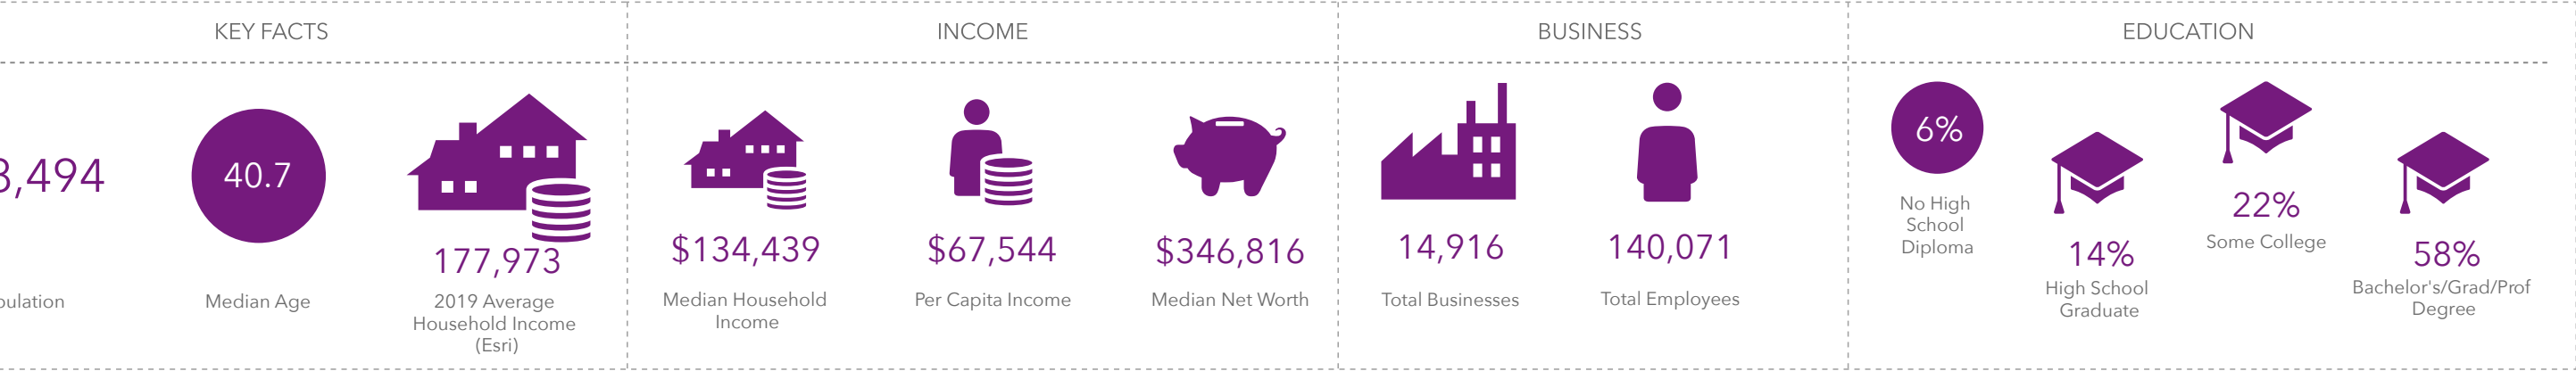 KEY FACTS
,494
40.7
Median Age
177,973
2019 Average
Household Income
(Esri)
INCOME
$134,439
Median Household
Income
$67,544
Per Capita Income
$346,816
Median Net Worth
BUSINESS
14,916
Total Businesses
140,071
Total Employees
EDUCATION
6%
No High
School
Diploma
14%
High School
Graduate
22%
Some College
58%
Bachelor's/Grad/Prof
Degree